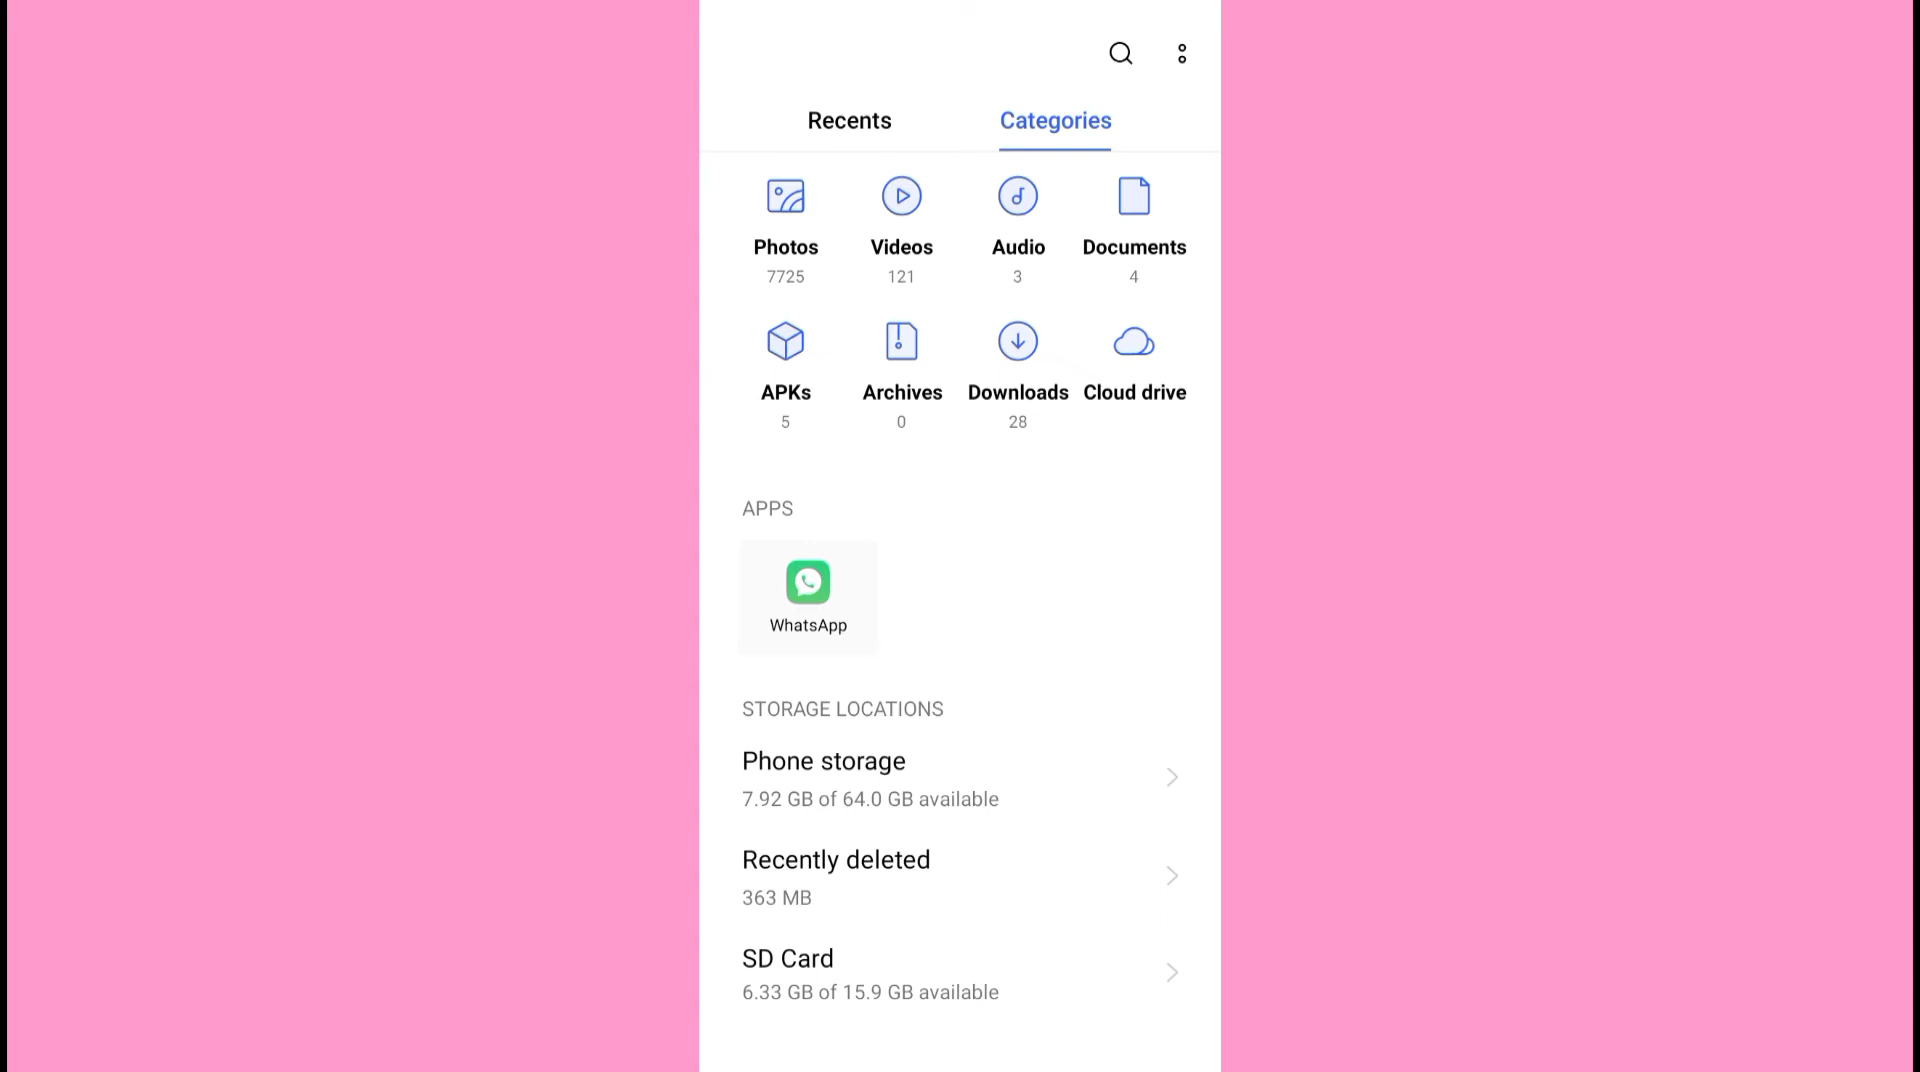 Recents Categories
Photos Videos Audio Documents
7725 121 3 4
APKs Archives Downloads Cloud drive
5 0 28
APPS
WhatsApp
STORAGE LOCATIONS
Phone storage
7.92 GB of 64.0 GB available
Recently deleted
363 MB
SD Card
6.33 GB of 15.9 GB available